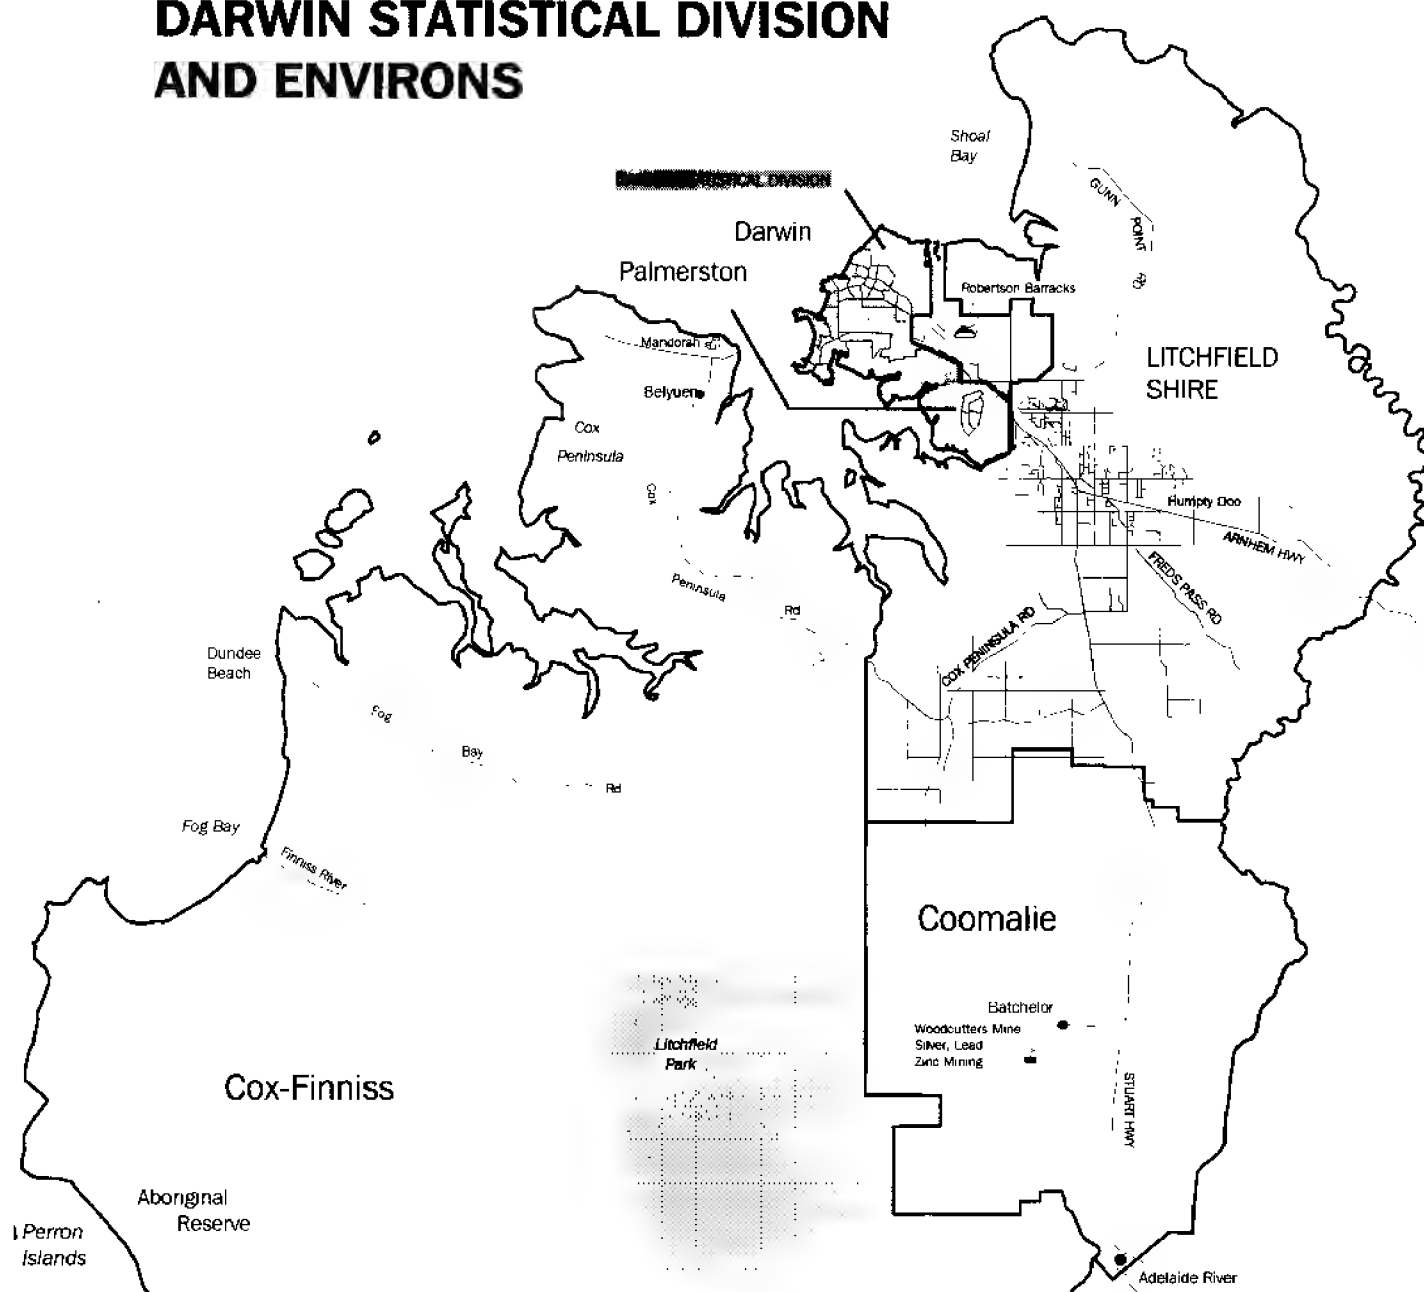 DARWIN STATISTICAL DIVISION
AND ENVIRONS
Shoal
Bay
STATISTICAL DIVISION
GUNN
POINT
RD
Darwin
Palmerston
Robertson Barracks
Mandorah
LITCHFIELD
SHIRE
Belyuen
Cox
Peninsula
Cox
Humpty Doo
ARNHEM HWY
FREDS PASS RD
Peninsula
Rd
COX PENINSULA RD
Dundee
Beach
Fog
Bay
Rd
Fog Bay
Finniss River
Coomalie
Batchelor
Woodcutters Mine
Silver, Lead
Zinc Mining
Litchfield
Park
Cox-Finniss
STUART HWY
Aboriginal
Reserve
Perron
Islands
Adelaide River